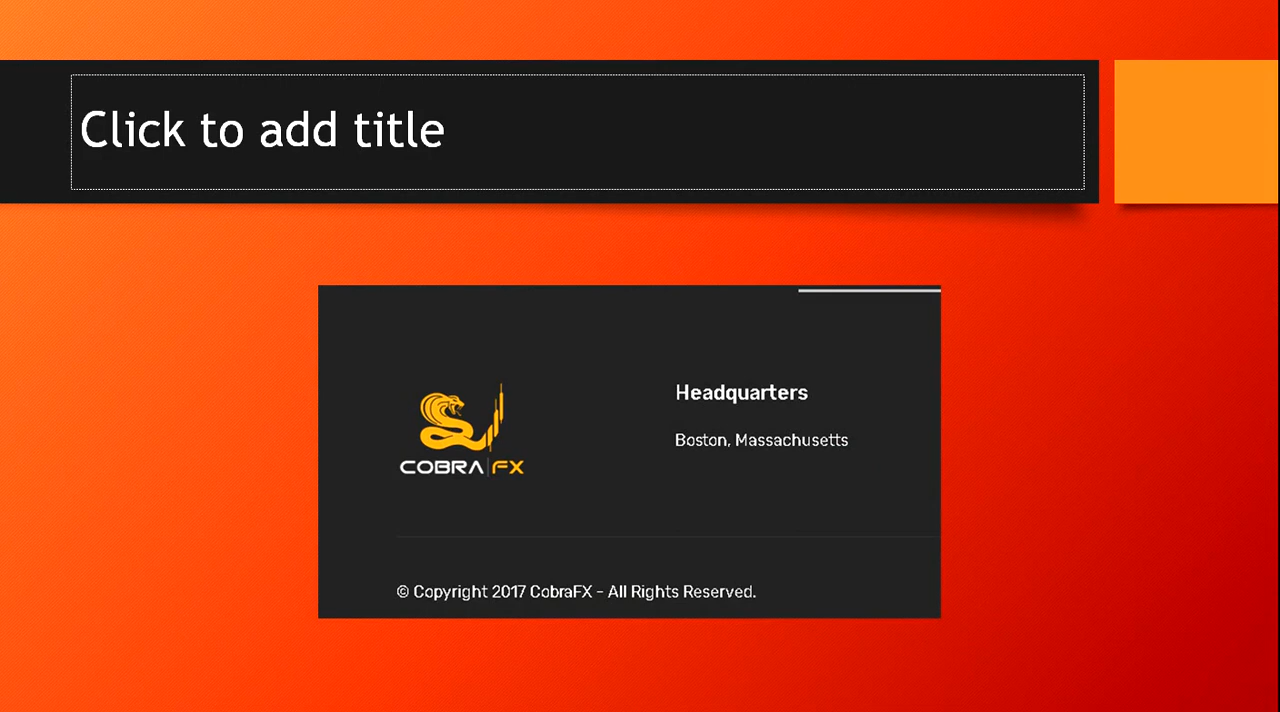 Click to add title
COBRA|FX
Headquarters
Boston, Massachusetts
© Copyright 2017 CobraFX - All Rights Reserved.